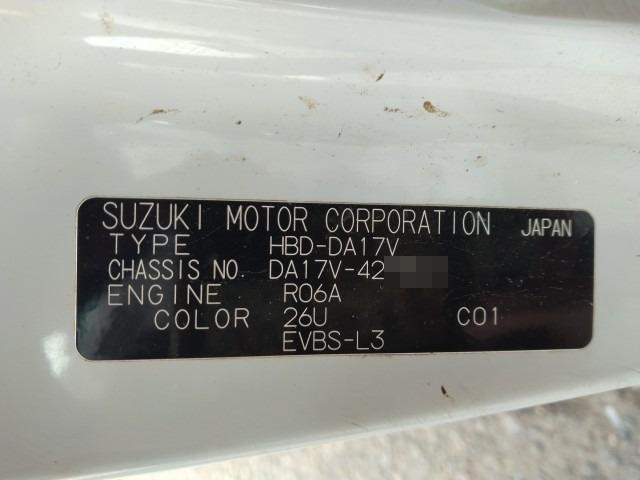 SUZUKI MOTOR CORPORATION JAPAN
TYPE HBD-DA17V
CHASSIS NO. DA17V-42
ENGINE R06A
COLOR 26U C01
EVBS-L3